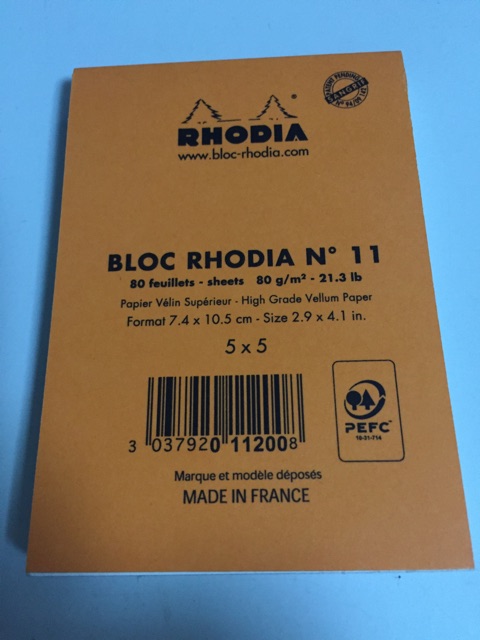 RHODIA ®
www.bloc-rhodia.com
BLOC RHODIA N° 11
80 feuillets - sheets 80 g/m² - 21.3 lb
Papier Vélin Supérieur - High Grade Vellum Paper
Format 7.4 x 10.5 cm - Size 2.9 x 4.1 in.
5 x 5
3 037920 112008
PEFC™
10-31-714
Marque et modèle déposés
MADE IN FRANCE